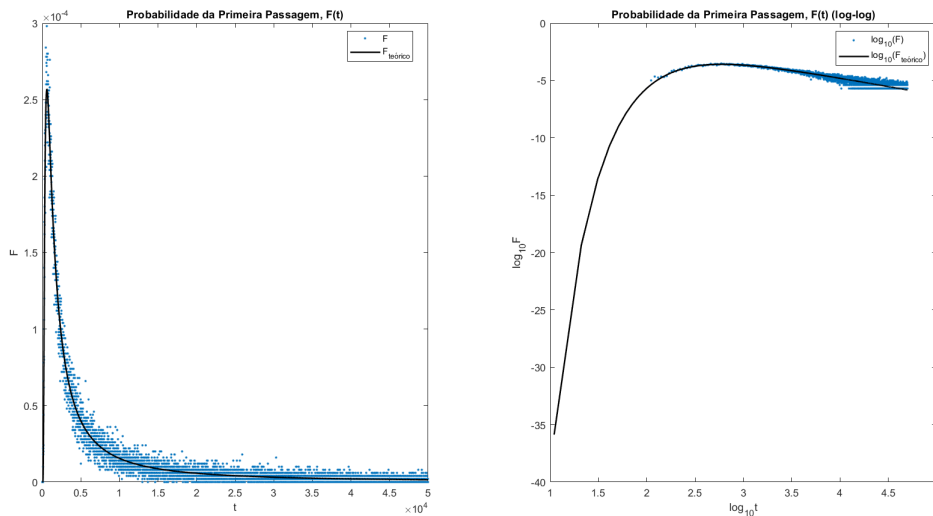 Probabilidade da Primeira Passagem, F(t)
×10⁻⁴
3
2.5
2
1.5
1
0.5
0
F
F
F_teórico
0 0.5 1 1.5 2 2.5 3 3.5 4 4.5 5
×10⁴
t
Probabilidade da Primeira Passagem, F(t) (log-log)
0
-5
-10
-15
-20
-25
-30
-35
-40
log₁₀F
log₁₀(F)
log₁₀(F_teórico)
1 1.5 2 2.5 3 3.5 4 4.5
log₁₀t